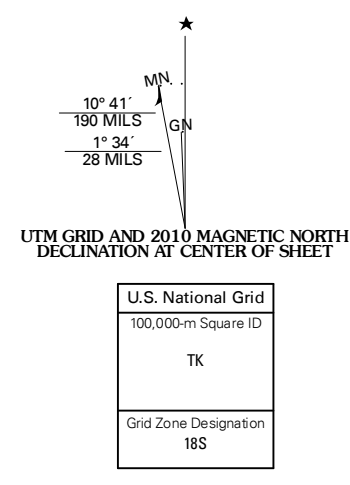 MN
10° 41´
190 MILS
GN
1° 34´
28 MILS
UTM GRID AND 2010 MAGNETIC NORTH
DECLINATION AT CENTER OF SHEET
U.S. National Grid
100,000-m Square ID
TK
Grid Zone Designation
18S